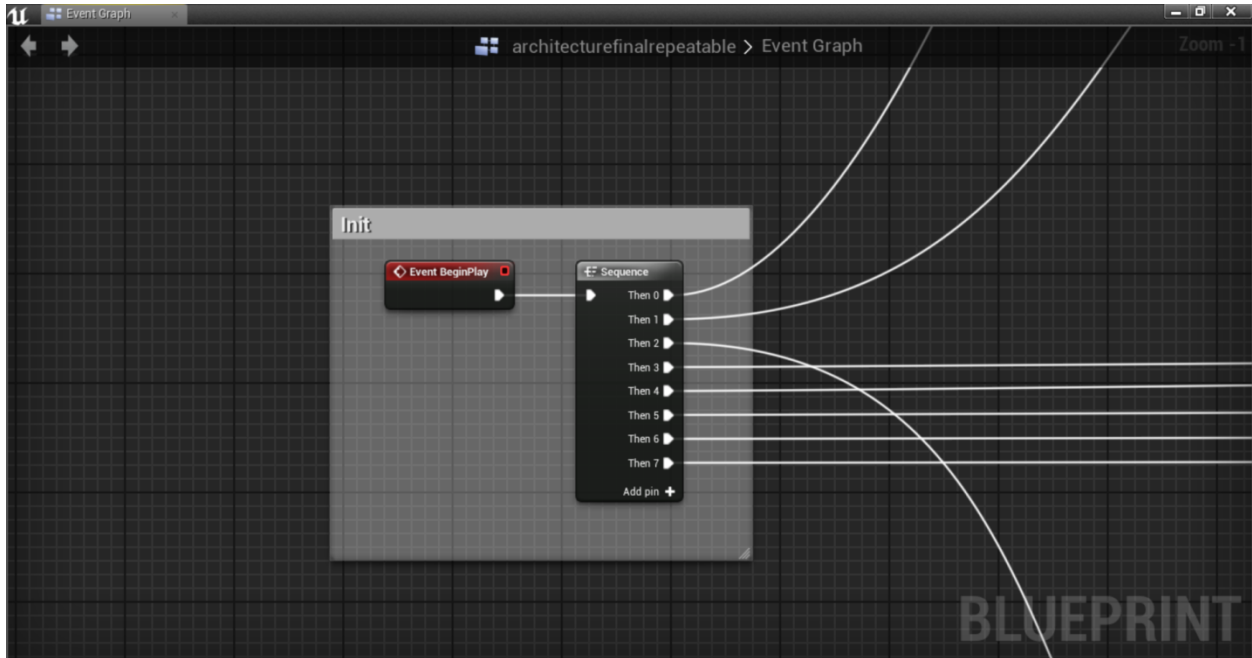 Event Graph
architecturefinalrepeatable > Event Graph
Zoom -1
Init
Event BeginPlay
Sequence
Then 0
Then 1
Then 2
Then 3
Then 4
Then 5
Then 6
Then 7
Add pin
BLUEPRINT